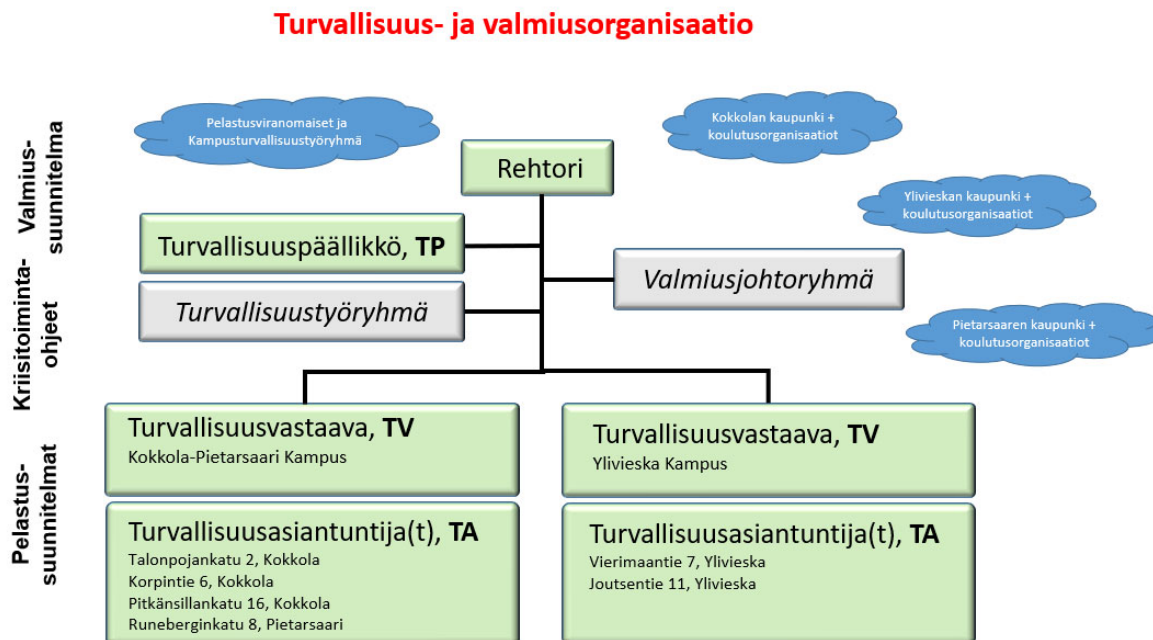 Turvallisuus- ja valmiusorganisaatio
Pelastusviranomaiset ja
Kampusturvallisuustyöryhmä
Kokkolan kaupunki +
koulutusorganisaatiot
Rehtori
Ylivieskan kaupunki +
koulutusorganisaatiot
Valmius-
suunnitelma
Turvallisuuspäällikkö, TP
Valmiusjohtoryhmä
Turvallisuustyöryhmä
Pietarsaaren kaupunki +
koulutusorganisaatiot
Kriisitoiminta-
ohjeet
Turvallisuusvastaava, TV
Kokkola-Pietarsaari Kampus
Turvallisuusvastaava, TV
Ylivieska Kampus
Pelastus-
suunnitelmat
Turvallisuusasiantuntija(t), TA
Talonpojankatu 2, Kokkola
Korpintie 6, Kokkola
Pitkänsillankatu 16, Kokkola
Runeberginkatu 8, Pietarsaari
Turvallisuusasiantuntija(t), TA
Vierimaantie 7, Ylivieska
Joutsentie 11, Ylivieska